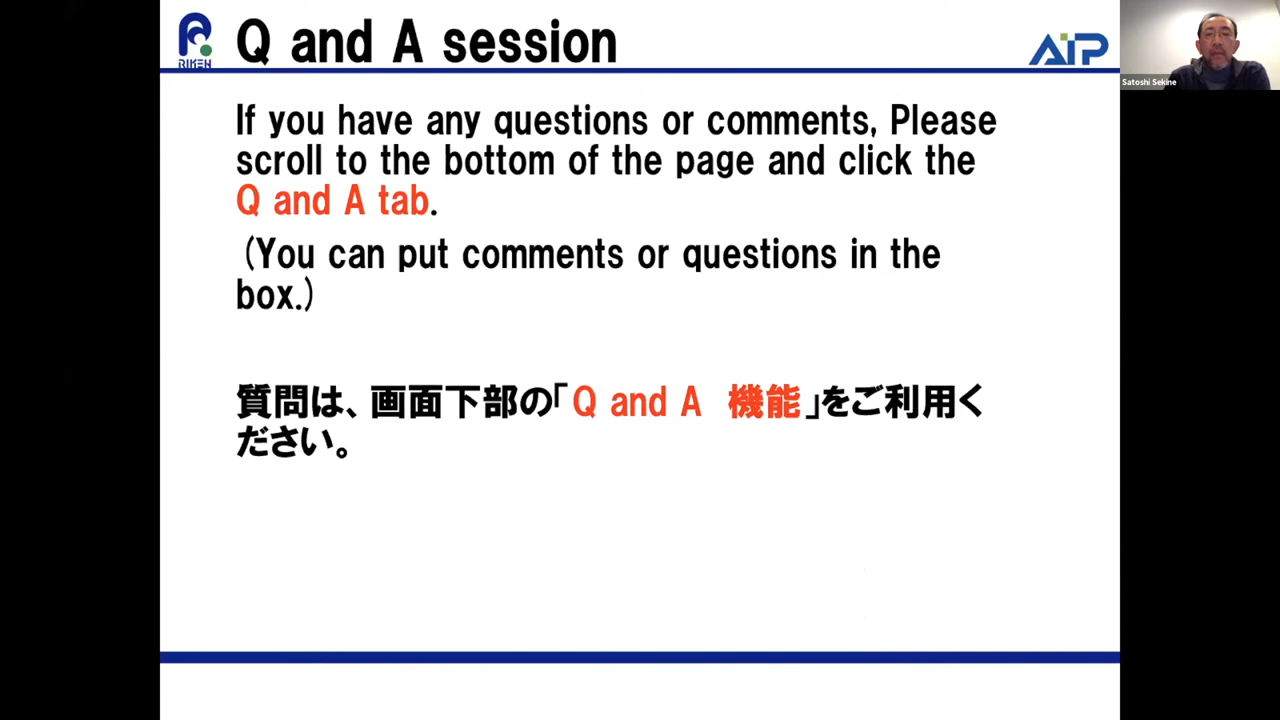 RIKEN
Q and A session
AIP
Satoshi Sekine
If you have any questions or comments, Please
scroll to the bottom of the page and click the
Q and A tab.
(You can put comments or questions in the
box.)
質問は、画面下部の「Q and A 機能」をご利用く
ださい。